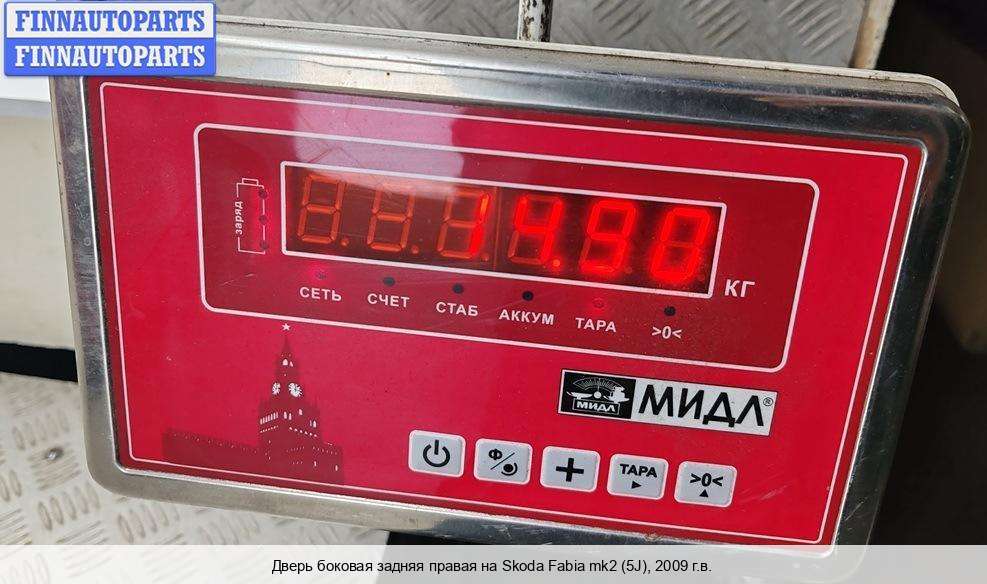 FINNAUTOPARTS
FINNAUTOPARTS
заряд
14.90
КГ
СЕТЬ СЧЕТ СТАБ АККУМ ТАРА >0<
МИДЛ МИДЛ®
Ф ТАРА >0<
Дверь боковая задняя правая на Skoda Fabia mk2 (5J), 2009 г.в.